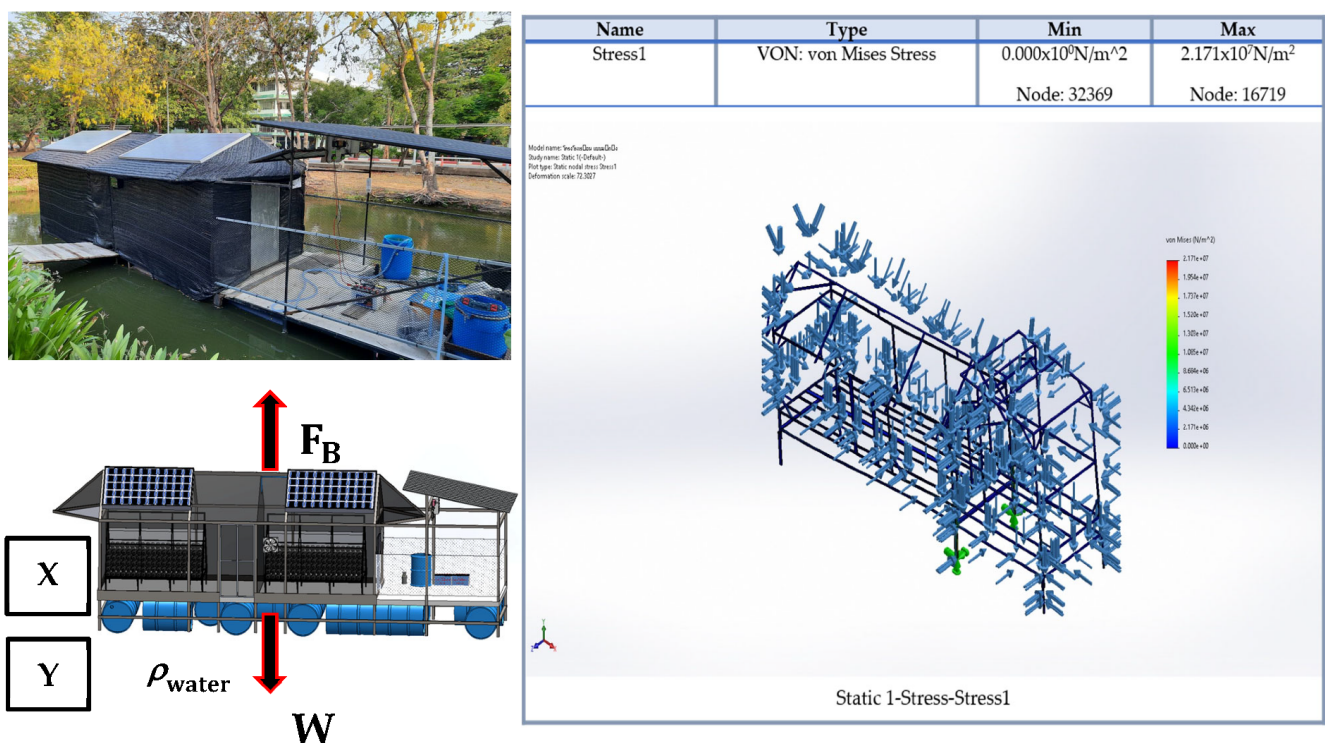 Name Type Min Max
Stress1 VON: von Mises Stress 0.000x10⁰N/m^2 2.171x10⁷N/m²
Node: 32369 Node: 16719
Model name:
Study name: Static 1(-Default-)
Plot type: Static nodal stress Stress1
Deformation scale: 72.3027
von Mises (N/m^2)
2.171e+07
1.954e+07
1.737e+07
1.520e+07
1.303e+07
1.085e+07
8.684e+06
6.513e+06
4.342e+06
2.171e+06
0.000e+00
Static 1-Stress-Stress1
F_B
X
Y
ρwater
W